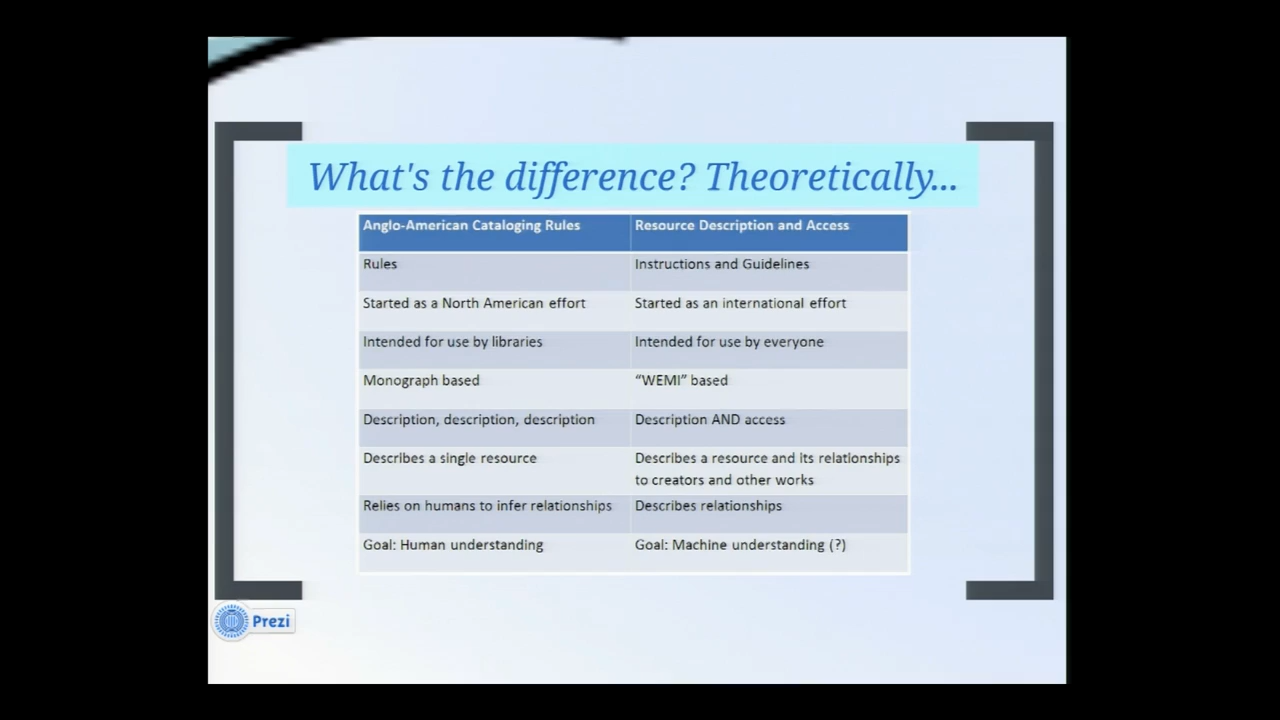 What's the difference? Theoretically...
Anglo-American Cataloging Rules Resource Description and Access
Rules Instructions and Guidelines
Started as a North American effort Started as an international effort
Intended for use by libraries Intended for use by everyone
Monograph based “WEMI” based
Description, description, description Description AND access
Describes a single resource Describes a resource and its relationships
to creators and other works
Relies on humans to infer relationships Describes relationships
Goal: Human understanding Goal: Machine understanding (?)
Prezi